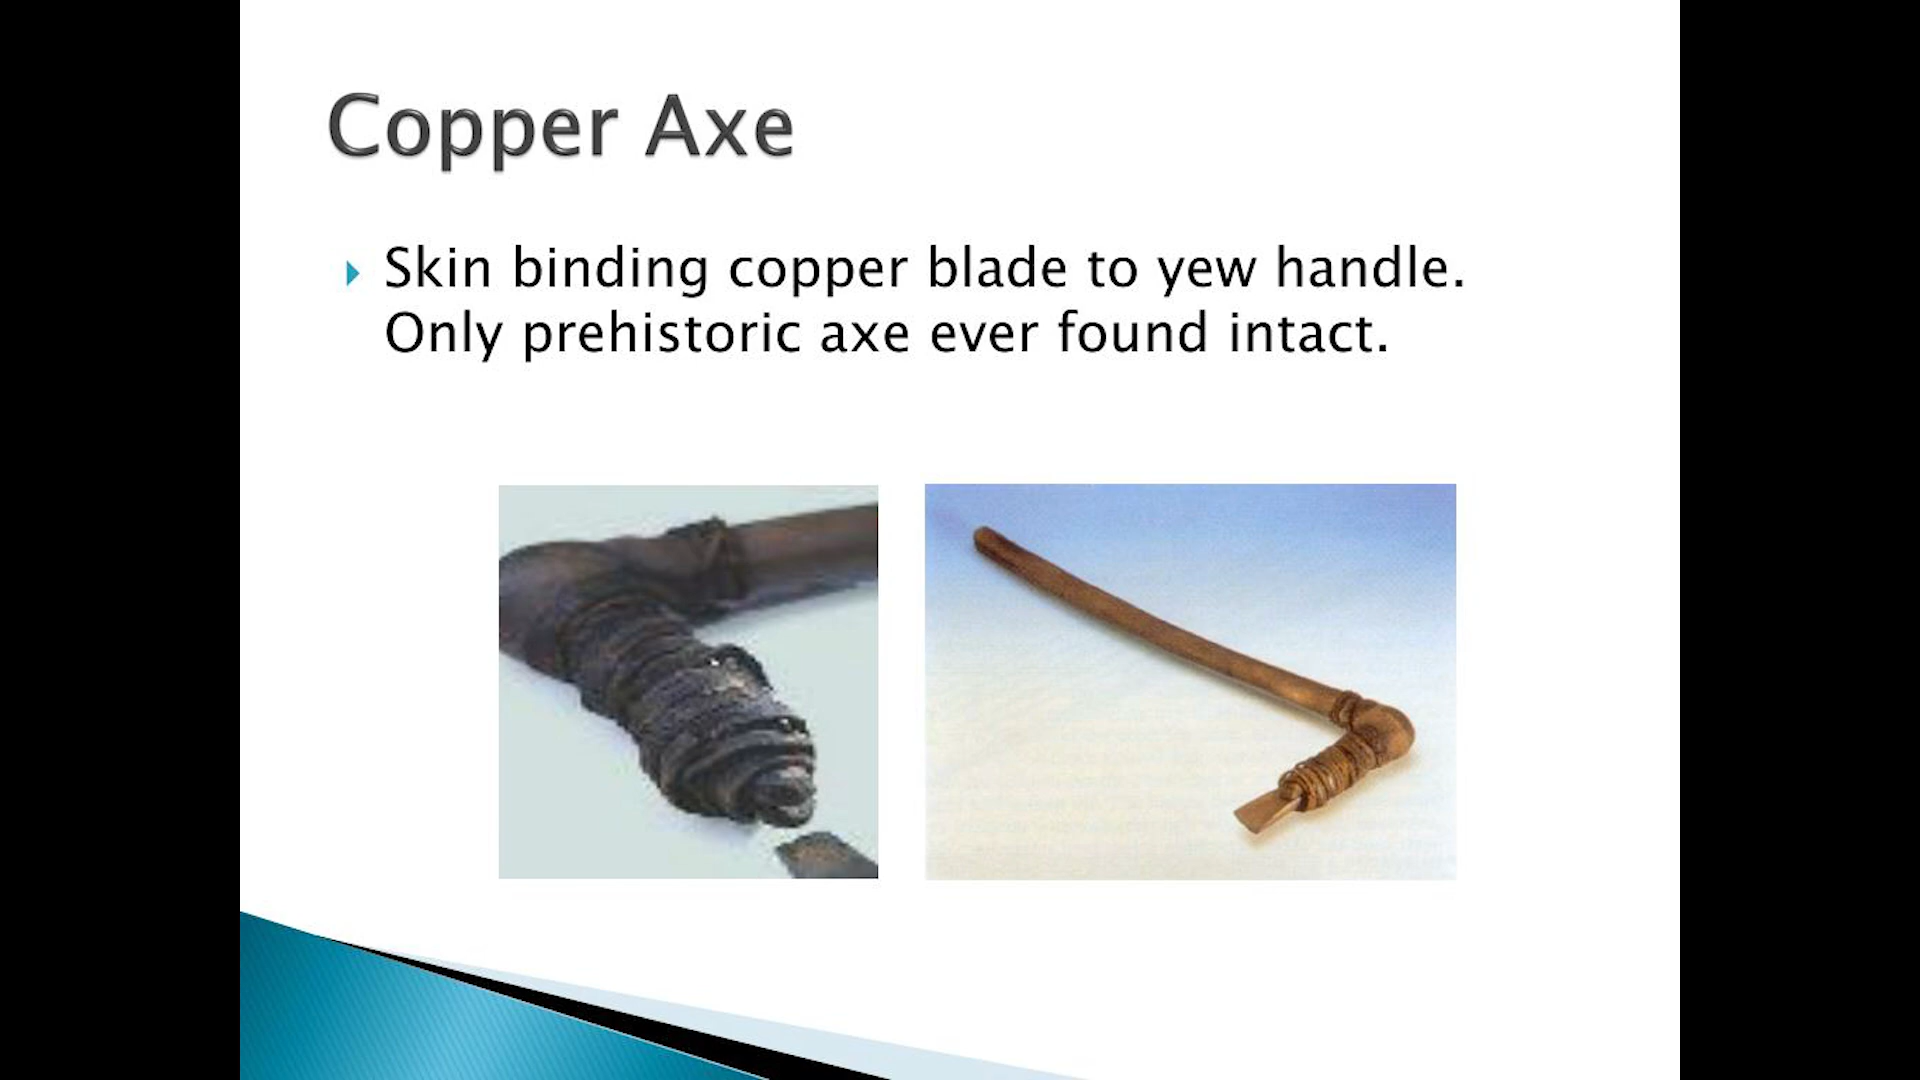 Copper Axe
Skin binding copper blade to yew handle.
Only prehistoric axe ever found intact.